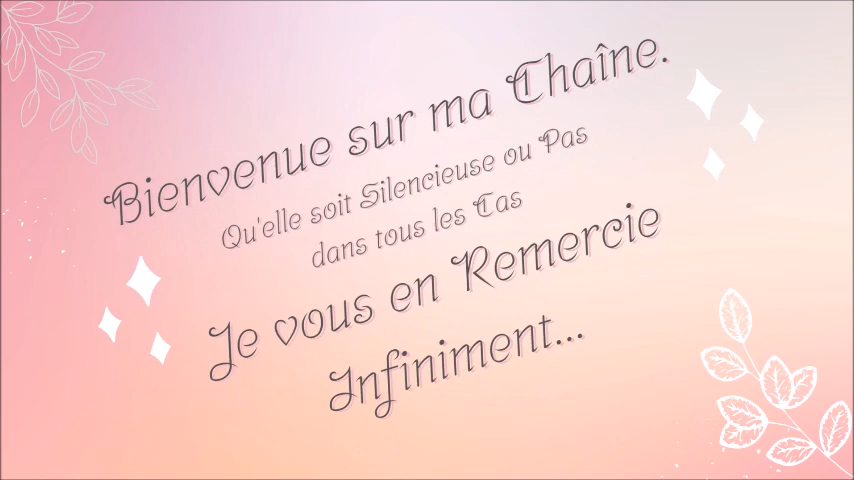 Bienvenue sur ma Chaîne.
Qu'elle soit Silencieuse ou Pas
dans tous les Cas
Je vous en Remercie
Infiniment...